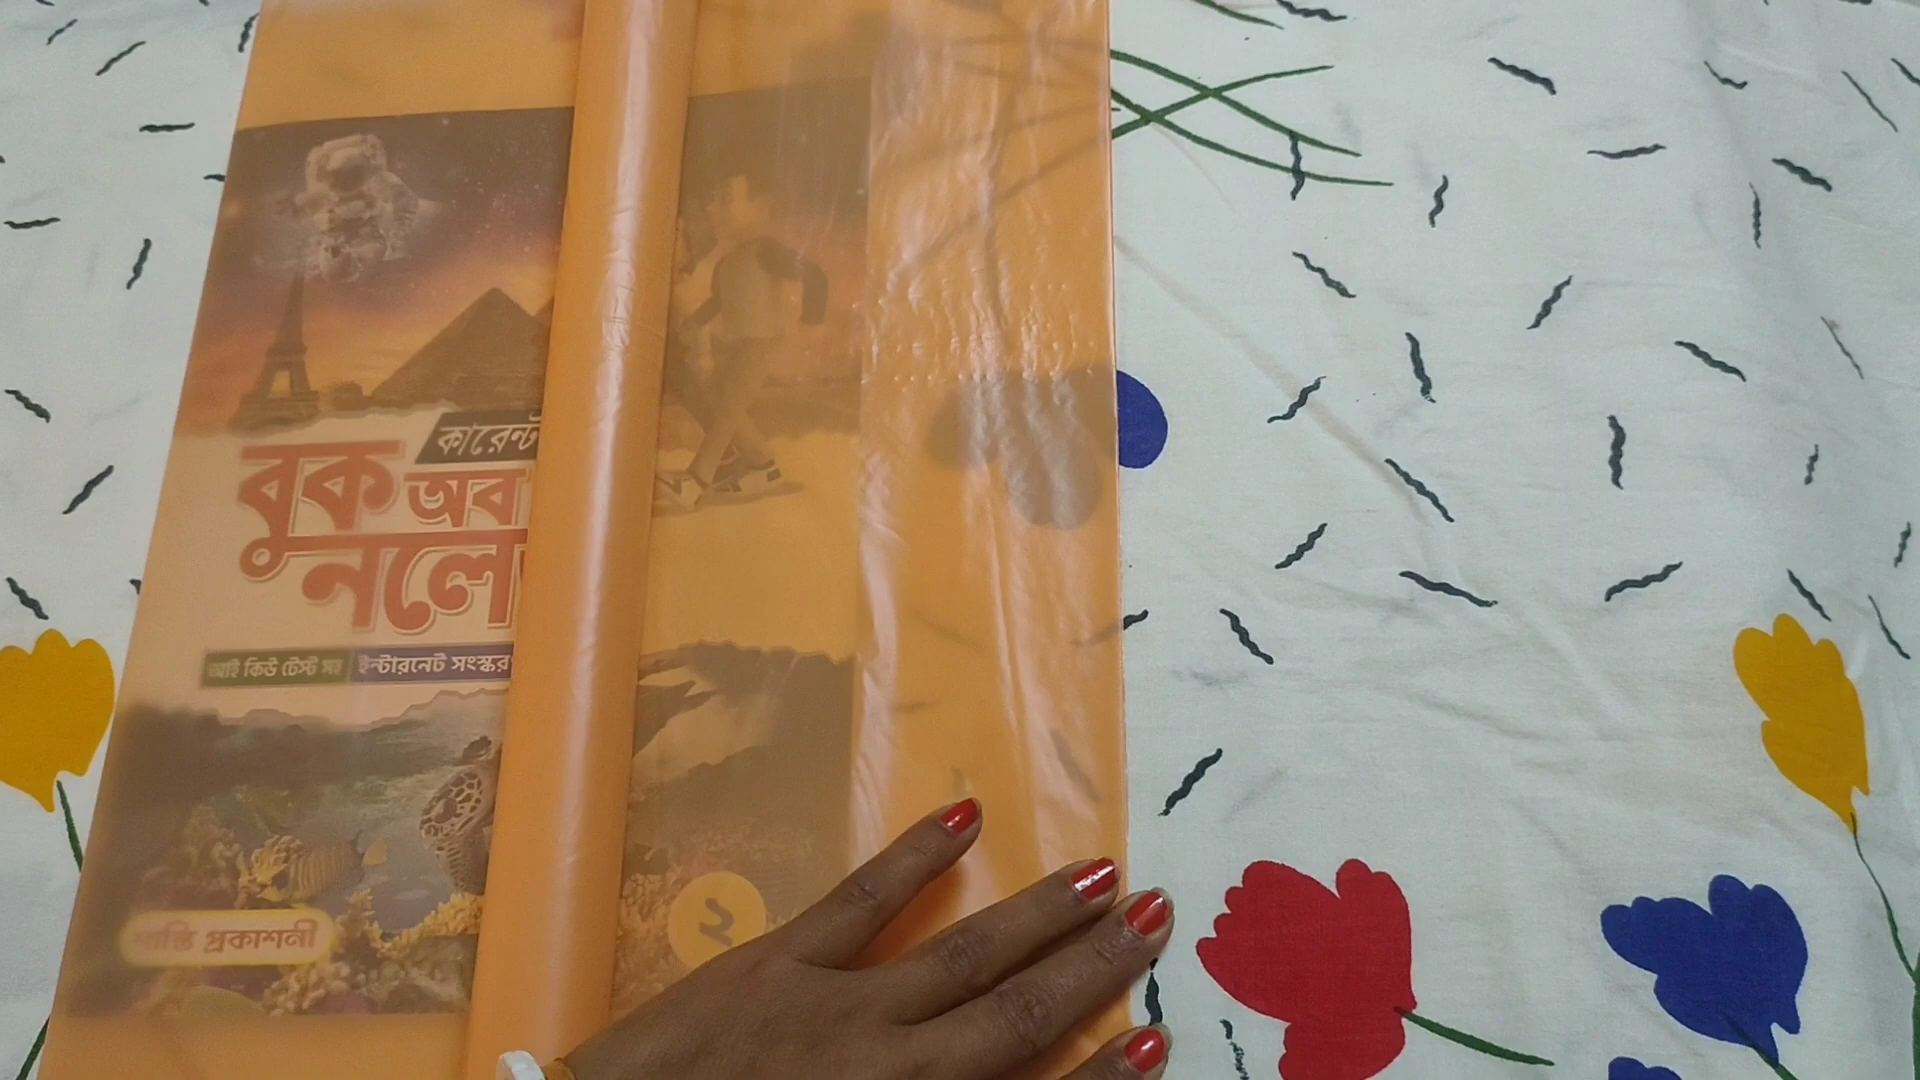 কারেন্ট
বুক অব
নলে
আই কিউ টেস্ট সহ ইন্টারনেট সংস্কর
শান্তি প্রকাশনী
২